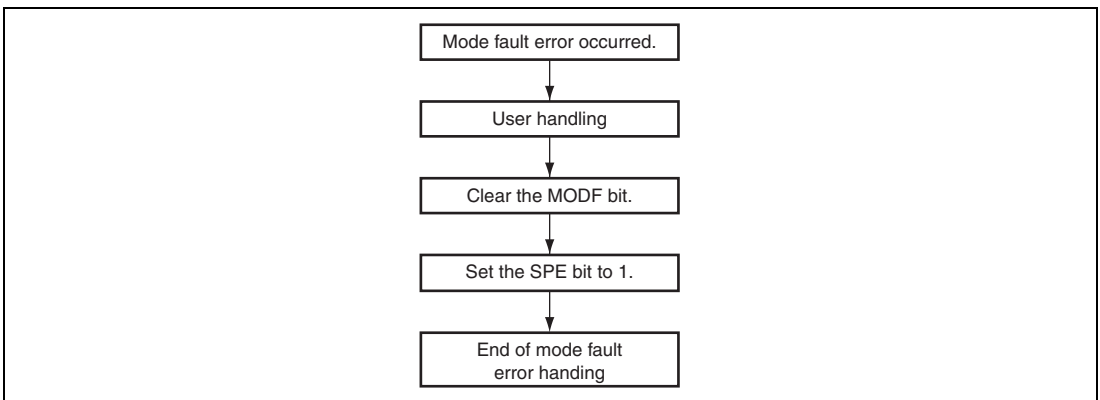 Mode fault error occurred.
User handling
Clear the MODF bit.
Set the SPE bit to 1.
End of mode fault
error handing